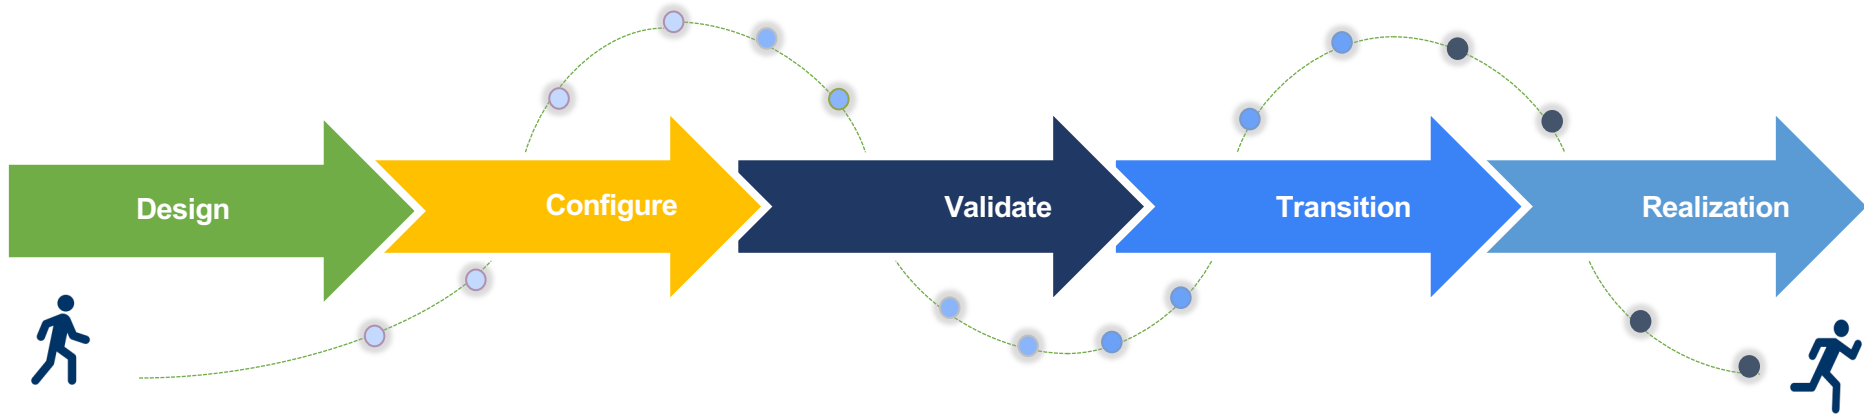 Design
Configure
Validate
Transition
Realization